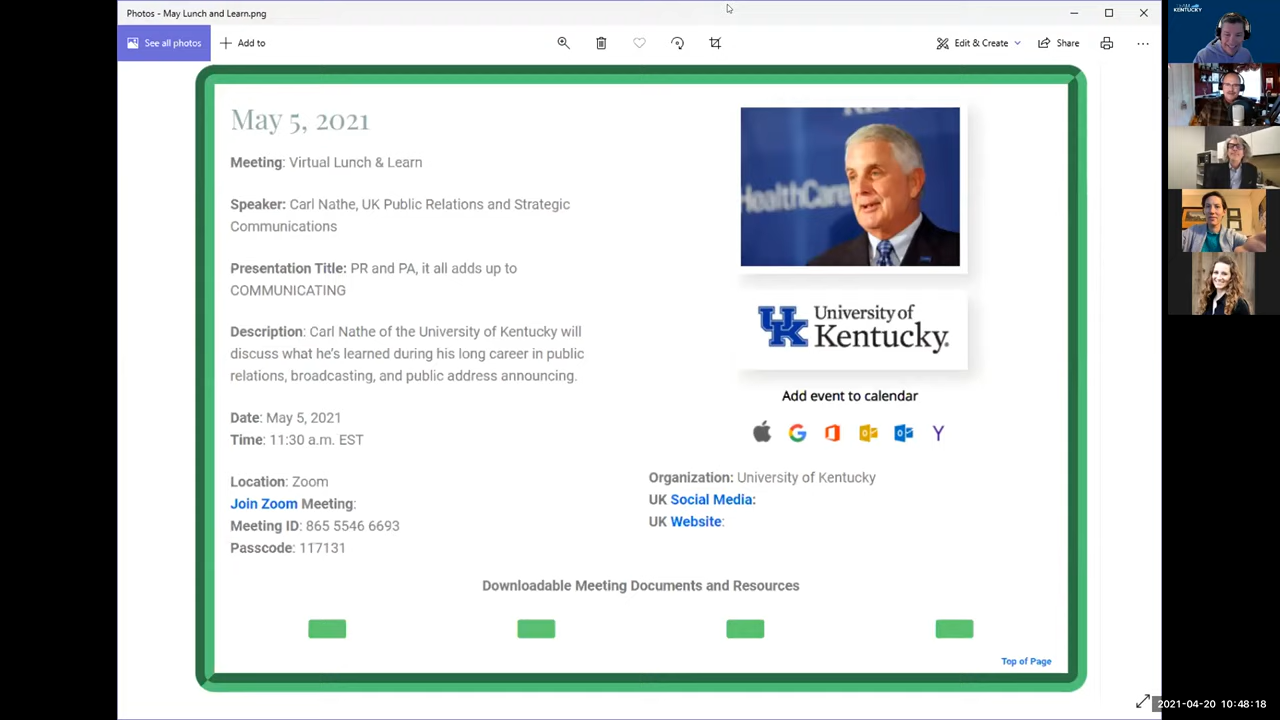 Photos - May Lunch and Learn.png
See all photos
Add to
Edit & Create
Share
KENTUCKY
May 5, 2021
Meeting: Virtual Lunch & Learn
Speaker: Carl Nathe, UK Public Relations and Strategic
Communications
Presentation Title: PR and PA, it all adds up to
COMMUNICATING
Description: Carl Nathe of the University of Kentucky will
discuss what he's learned during his long career in public
relations, broadcasting, and public address announcing.
Date: May 5, 2021
Time: 11:30 a.m. EST
Location: Zoom
Join Zoom Meeting:
Meeting ID: 865 5546 6693
Passcode: 117131
HealthCare
UK University of
Kentucky
Add event to calendar
Organization: University of Kentucky
UK Social Media:
UK Website:
Downloadable Meeting Documents and Resources
Top of Page
2021-04-20 10:48:18